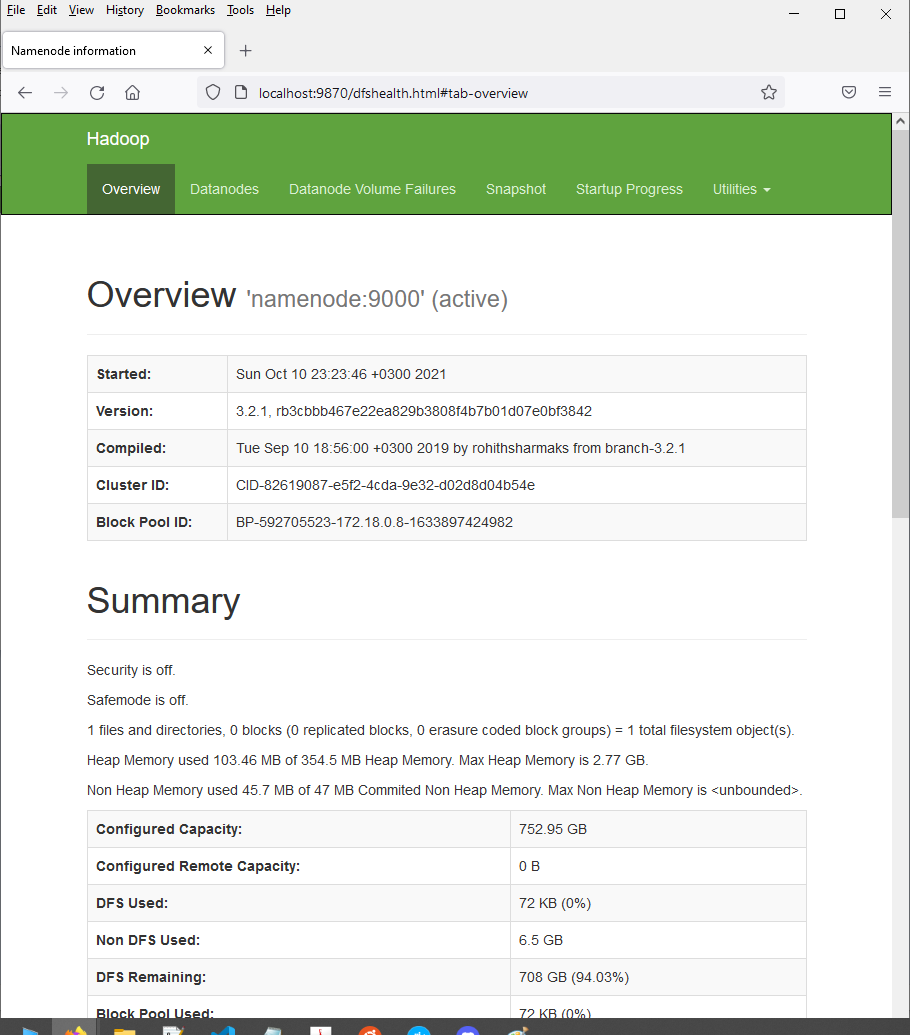 File Edit View History Bookmarks Tools Help
Namenode information
localhost:9870/dfshealth.html#tab-overview
Hadoop
Overview Datanodes Datanode Volume Failures Snapshot Startup Progress Utilities
Overview 'namenode:9000' (active)
Started: Sun Oct 10 23:23:46 +0300 2021
Version: 3.2.1, rb3cbbb467e22ea829b3808f4b7b01d07e0bf3842
Compiled: Tue Sep 10 18:56:00 +0300 2019 by rohithsharmaks from branch-3.2.1
Cluster ID: CID-82619087-e5f2-4cda-9e32-d02d8d04b54e
Block Pool ID: BP-592705523-172.18.0.8-1633897424982
Summary
Security is off.
Safemode is off.
1 files and directories, 0 blocks (0 replicated blocks, 0 erasure coded block groups) = 1 total filesystem object(s).
Heap Memory used 103.46 MB of 354.5 MB Heap Memory. Max Heap Memory is 2.77 GB.
Non Heap Memory used 45.7 MB of 47 MB Commited Non Heap Memory. Max Non Heap Memory is <unbounded>.
Configured Capacity: 752.95 GB
Configured Remote Capacity: 0 B
DFS Used: 72 KB (0%)
Non DFS Used: 6.5 GB
DFS Remaining: 708 GB (94.03%)
Block Pool Used: 72 KB (0%)